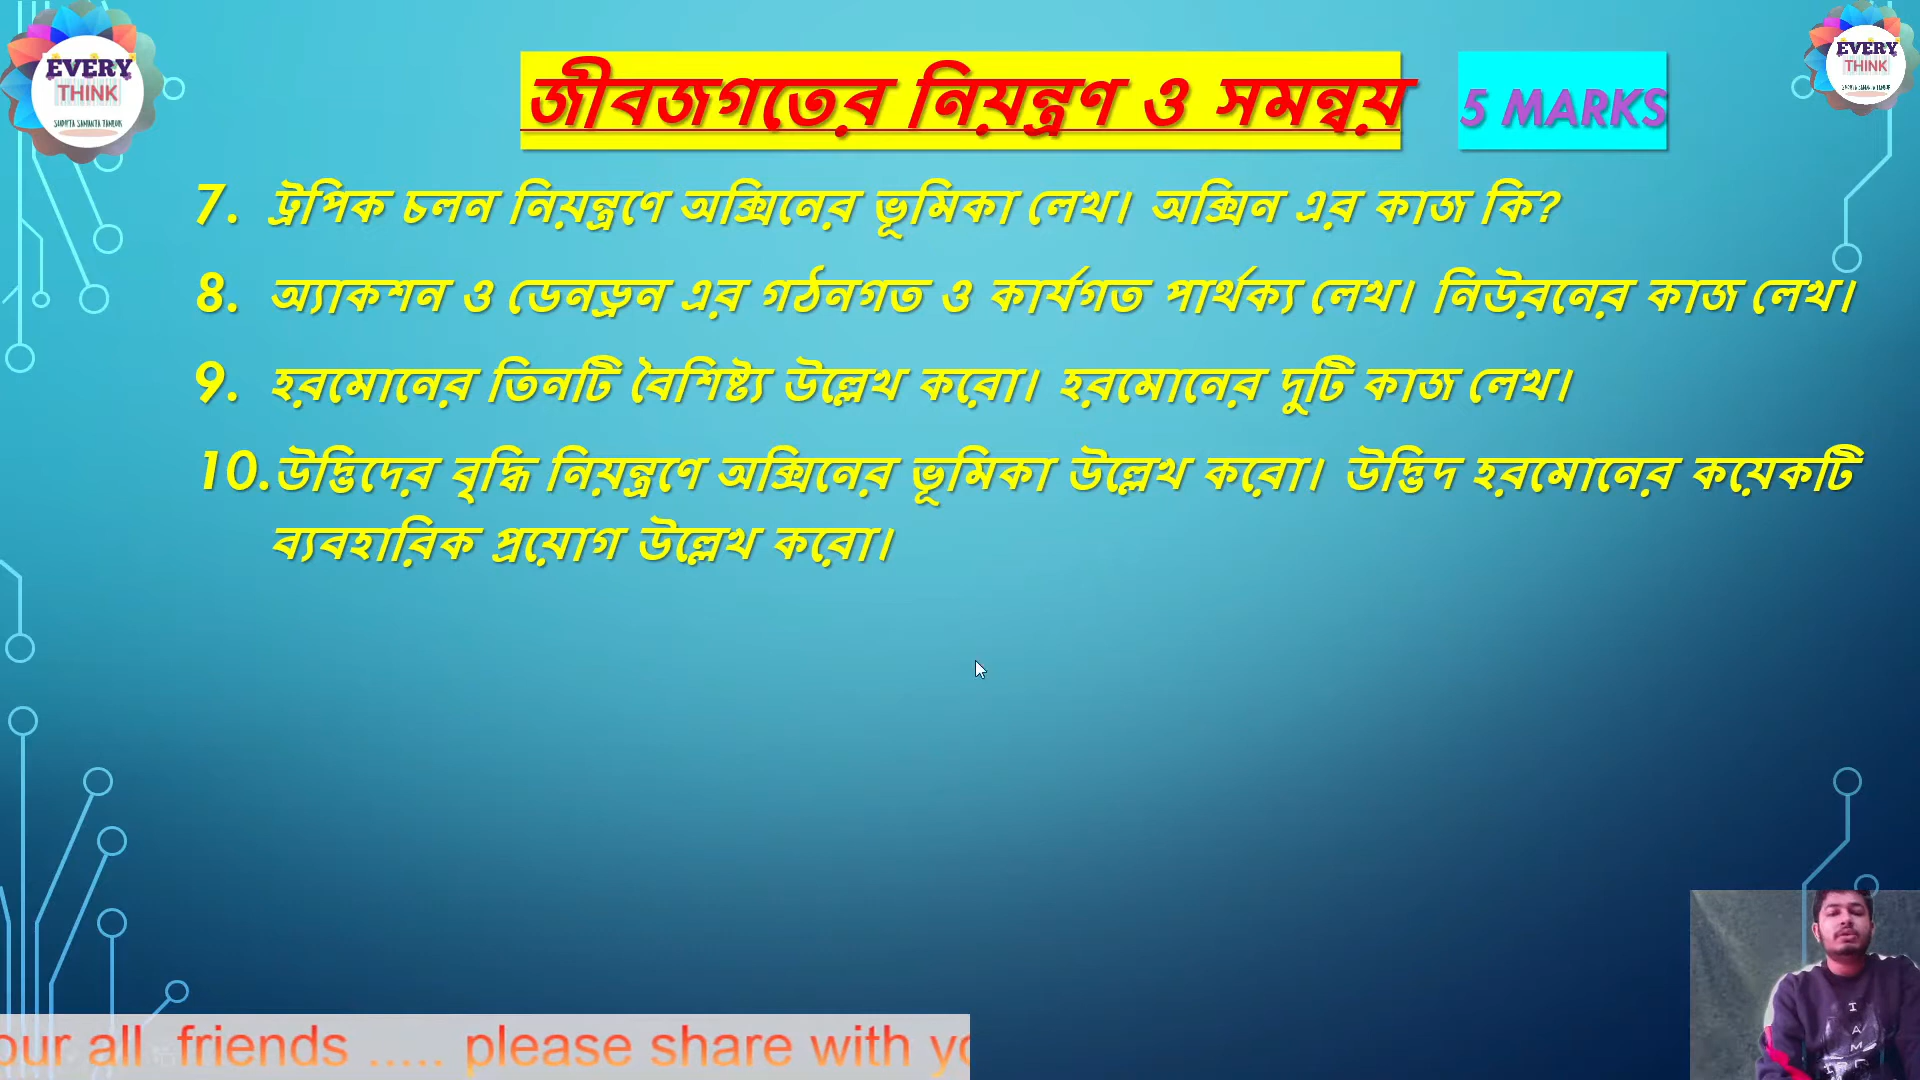 EVERY
THINK
EVERY
THINK
জীবজগতের নিয়ন্ত্রণ ও সমন্বয় 5 MARKS
7. ট্রপিক চলন নিয়ন্ত্রণে অক্সিনের ভূমিকা লেখ। অক্সিন এর কাজ কি?
8. অ্যাকশন ও ডেনড্রন এর গঠনগত ও কার্যগত পার্থক্য লেখ। নিউরনের কাজ লেখ।
9. হরমোনের তিনটি বৈশিষ্ট্য উল্লেখ করো। হরমোনের দুটি কাজ লেখ।
10. উদ্ভিদের বৃদ্ধি নিয়ন্ত্রণে অক্সিনের ভূমিকা উল্লেখ করো। উদ্ভিদ হরমোনের কয়েকটি
ব্যবহারিক প্রয়োগ উল্লেখ করো।
I
A
M
our all friends ..... please share with yo